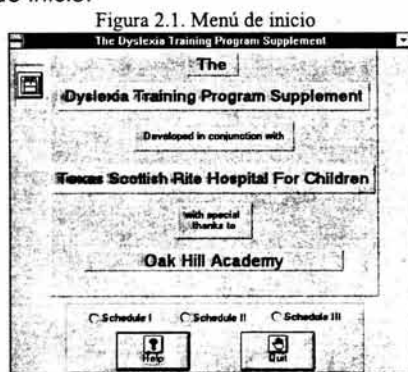 de inicio.
Figura 2.1. Menú de inicio
The Dyslexia Training Program Supplement
The
Dyslexia Training Program Supplement
Developed in conjunction with
Texas Scottish Rite Hospital For Children
with special
thanks to
Oak Hill Academy
Schedule I Schedule II Schedule III
Help Quit